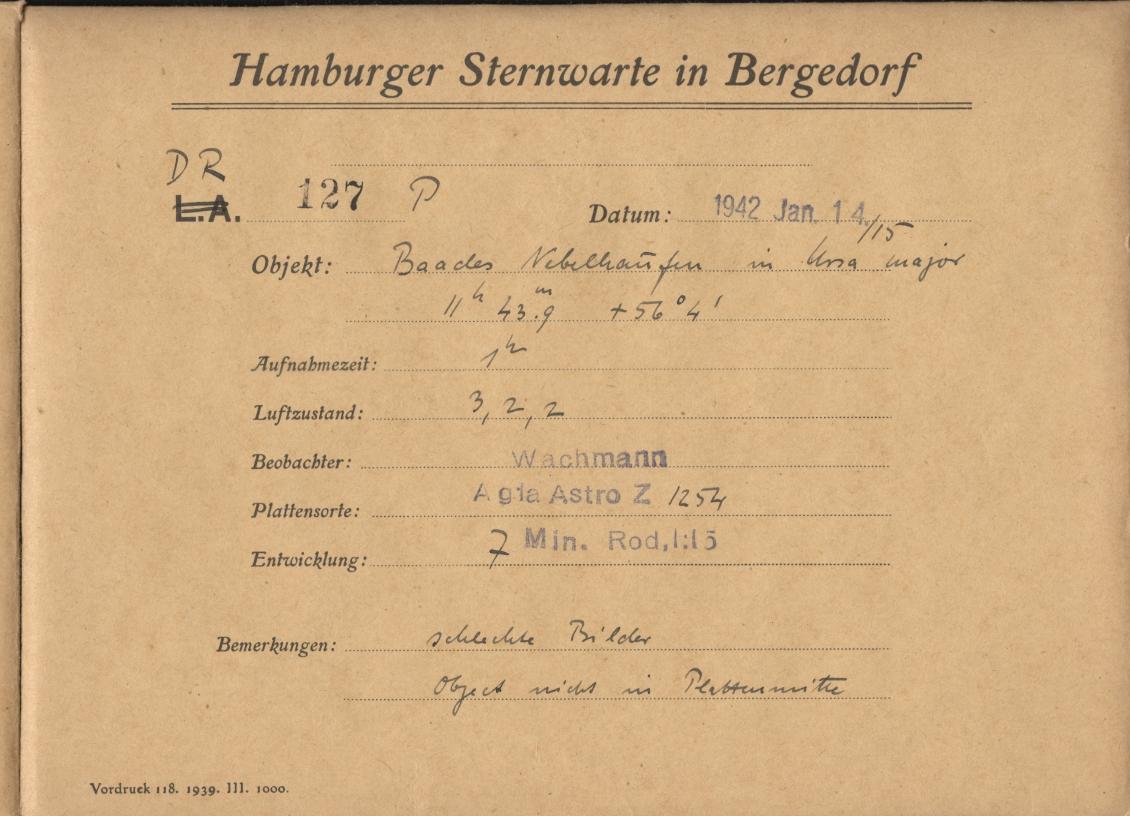 Hamburger Sternwarte in Bergedorf
DR
L.A. 127 P Datum: 1942 Jan. 14./15
Objekt: Baades Nebelhaufen in Ursa major
11h 43.m9 +56°4'
Aufnahmezeit: 1h
Luftzustand: 3, 2, 2
Beobachter: Wachmann
Plattensorte: Agfa Astro Z 1254
Entwicklung: 7 Min. Rod, 1:15
Bemerkungen: schlechte Bilder
Object nicht in Plattenmitte
Vordruck 118. 1939. III. 1000.